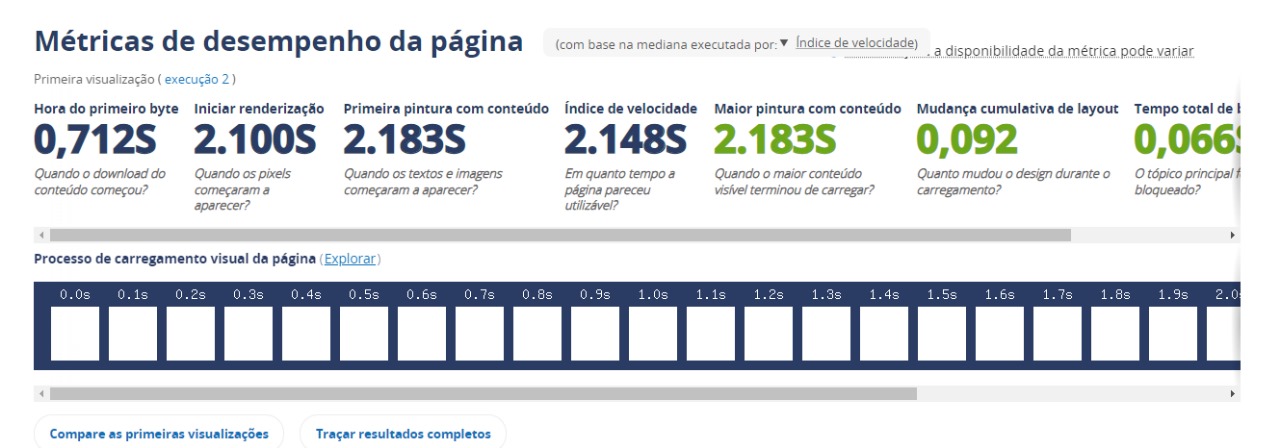 Métricas de desempenho da página (com base na mediana executada por:▼ Índice de velocidade)
a disponibilidade da métrica pode variar
Primeira visualização ( execução 2 )
Hora do primeiro byte Iniciar renderização Primeira pintura com conteúdo Índice de velocidade Maior pintura com conteúdo Mudança cumulativa de layout Tempo total de
0,712S 2.100S 2.183S 2.148S 2.183S 0,092 0,066S
Quando o download do Quando os pixels Quando os textos e imagens Em quanto tempo a Quando o maior conteúdo Quanto mudou o design durante o O tópico principal
conteúdo começou? começaram a começaram a aparecer? página pareceu visível terminou de carregar? carregamento? bloqueado?
aparecer? utilizável?
Processo de carregamento visual da página (Explorar)
0.0s 0.1s 0.2s 0.3s 0.4s 0.5s 0.6s 0.7s 0.8s 0.9s 1.0s 1.1s 1.2s 1.3s 1.4s 1.5s 1.6s 1.7s 1.8s 1.9s 2.0
Compare as primeiras visualizações Traçar resultados completos